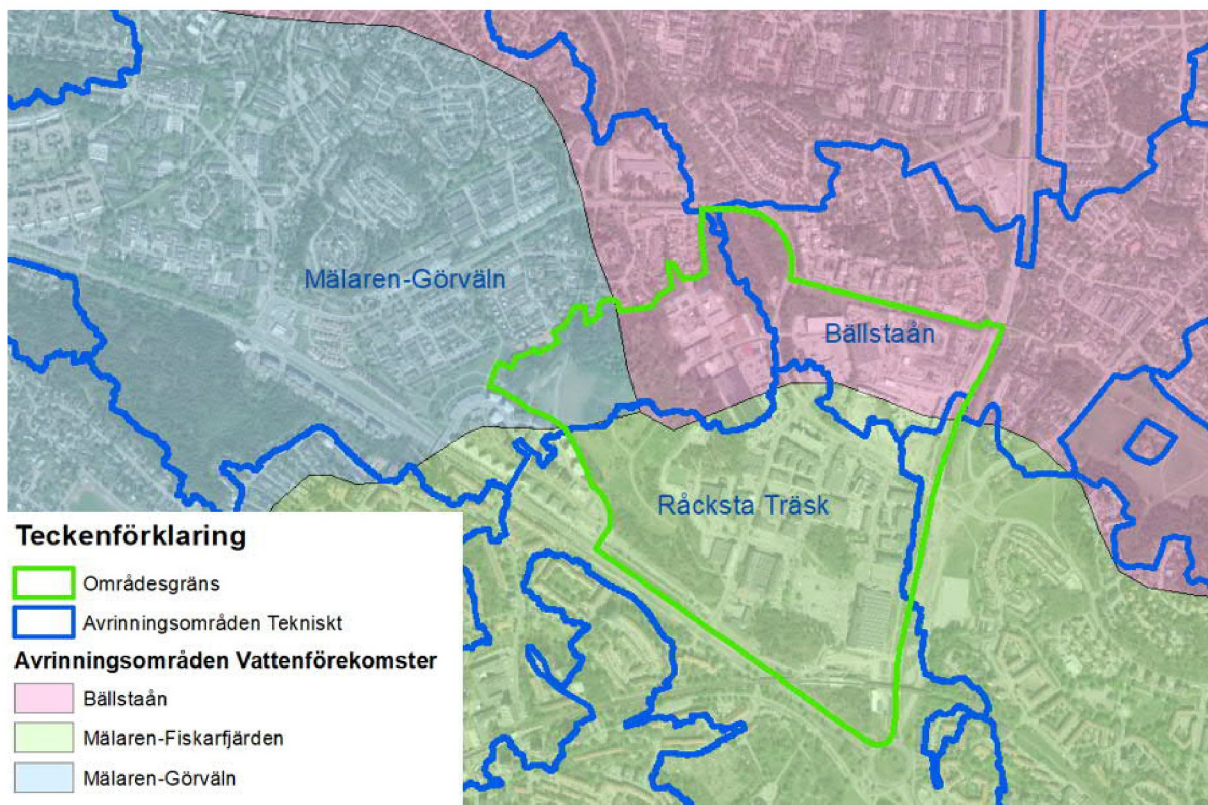 Mälaren-Görväln
Bällstaån
Råcksta Träsk
Teckenförklaring
Områdesgräns
Avrinningsområden Tekniskt
Avrinningsområden Vattenförekomster
Bällstaån
Mälaren-Fiskarfjärden
Mälaren-Görväln